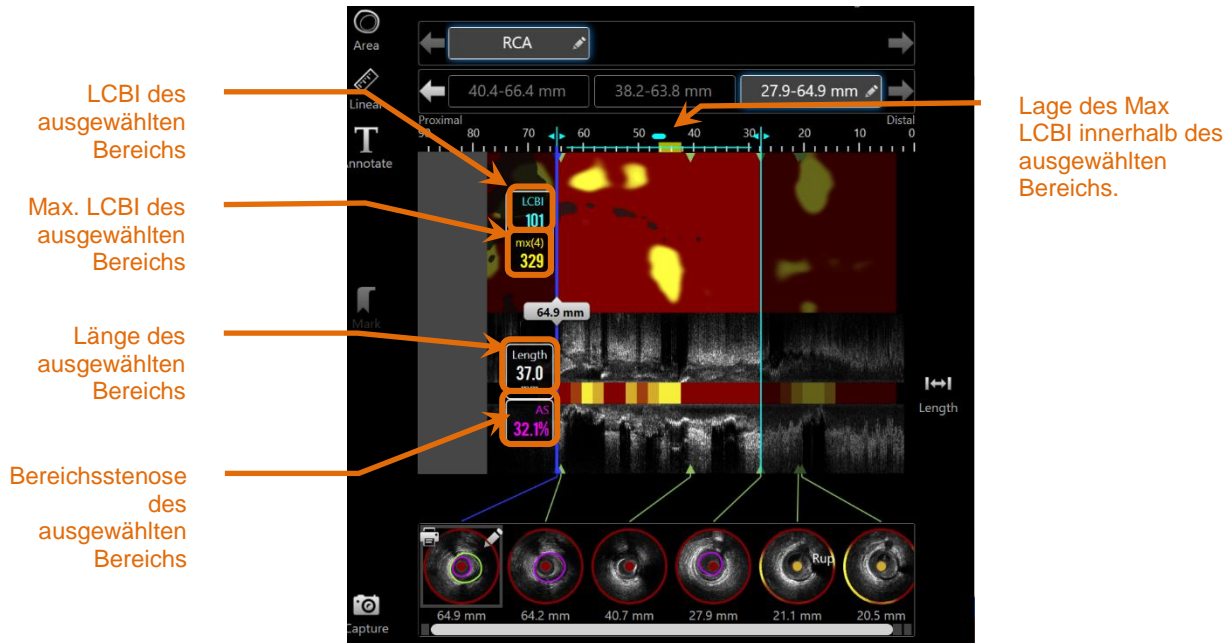 LCBI des
ausgewählten
Bereichs
Max. LCBI des
ausgewählten
Bereichs
Länge des
ausgewählten
Bereichs
Bereichsstenose
des
ausgewählten
Bereichs
Area
Linear
T
Annotate
Mark
Capture
RCA
40.4-66.4 mm
38.2-63.8 mm
27.9-64.9 mm
Proximal
Distal
90 80 70 60 50 40 30 20 10 0
LCBI
101
mx(4)
329
64.9 mm
Length
37.0
mm
AS
32.1%
Length
Rup
64.9 mm
64.2 mm
40.7 mm
27.9 mm
21.1 mm
20.5 mm
Lage des Max
LCBI innerhalb des
ausgewählten
Bereichs.